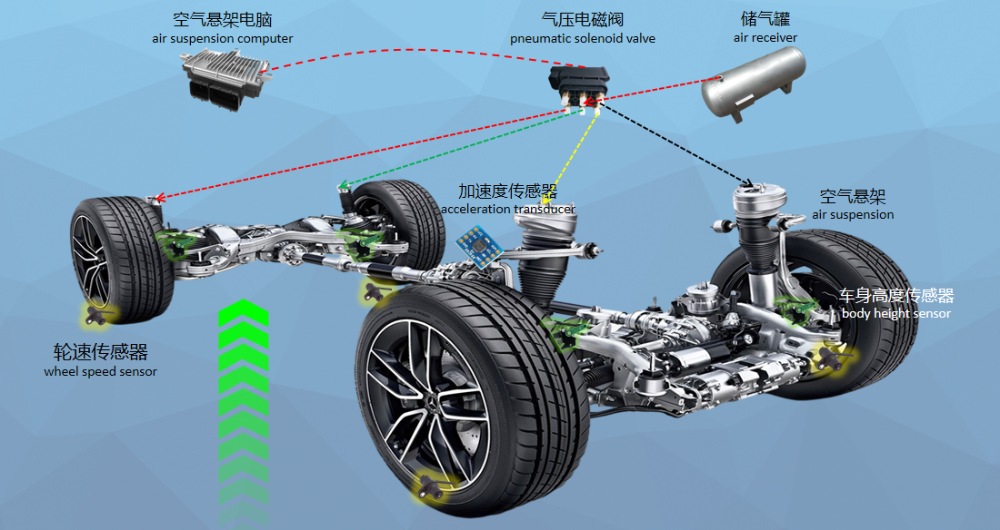 空气悬架电脑
air suspension computer
气压电磁阀
pneumatic solenoid valve
储气罐
air receiver
加速度传感器
acceleration transducer
空气悬架
air suspension
车身高度传感器
body height sensor
轮速传感器
wheel speed sensor